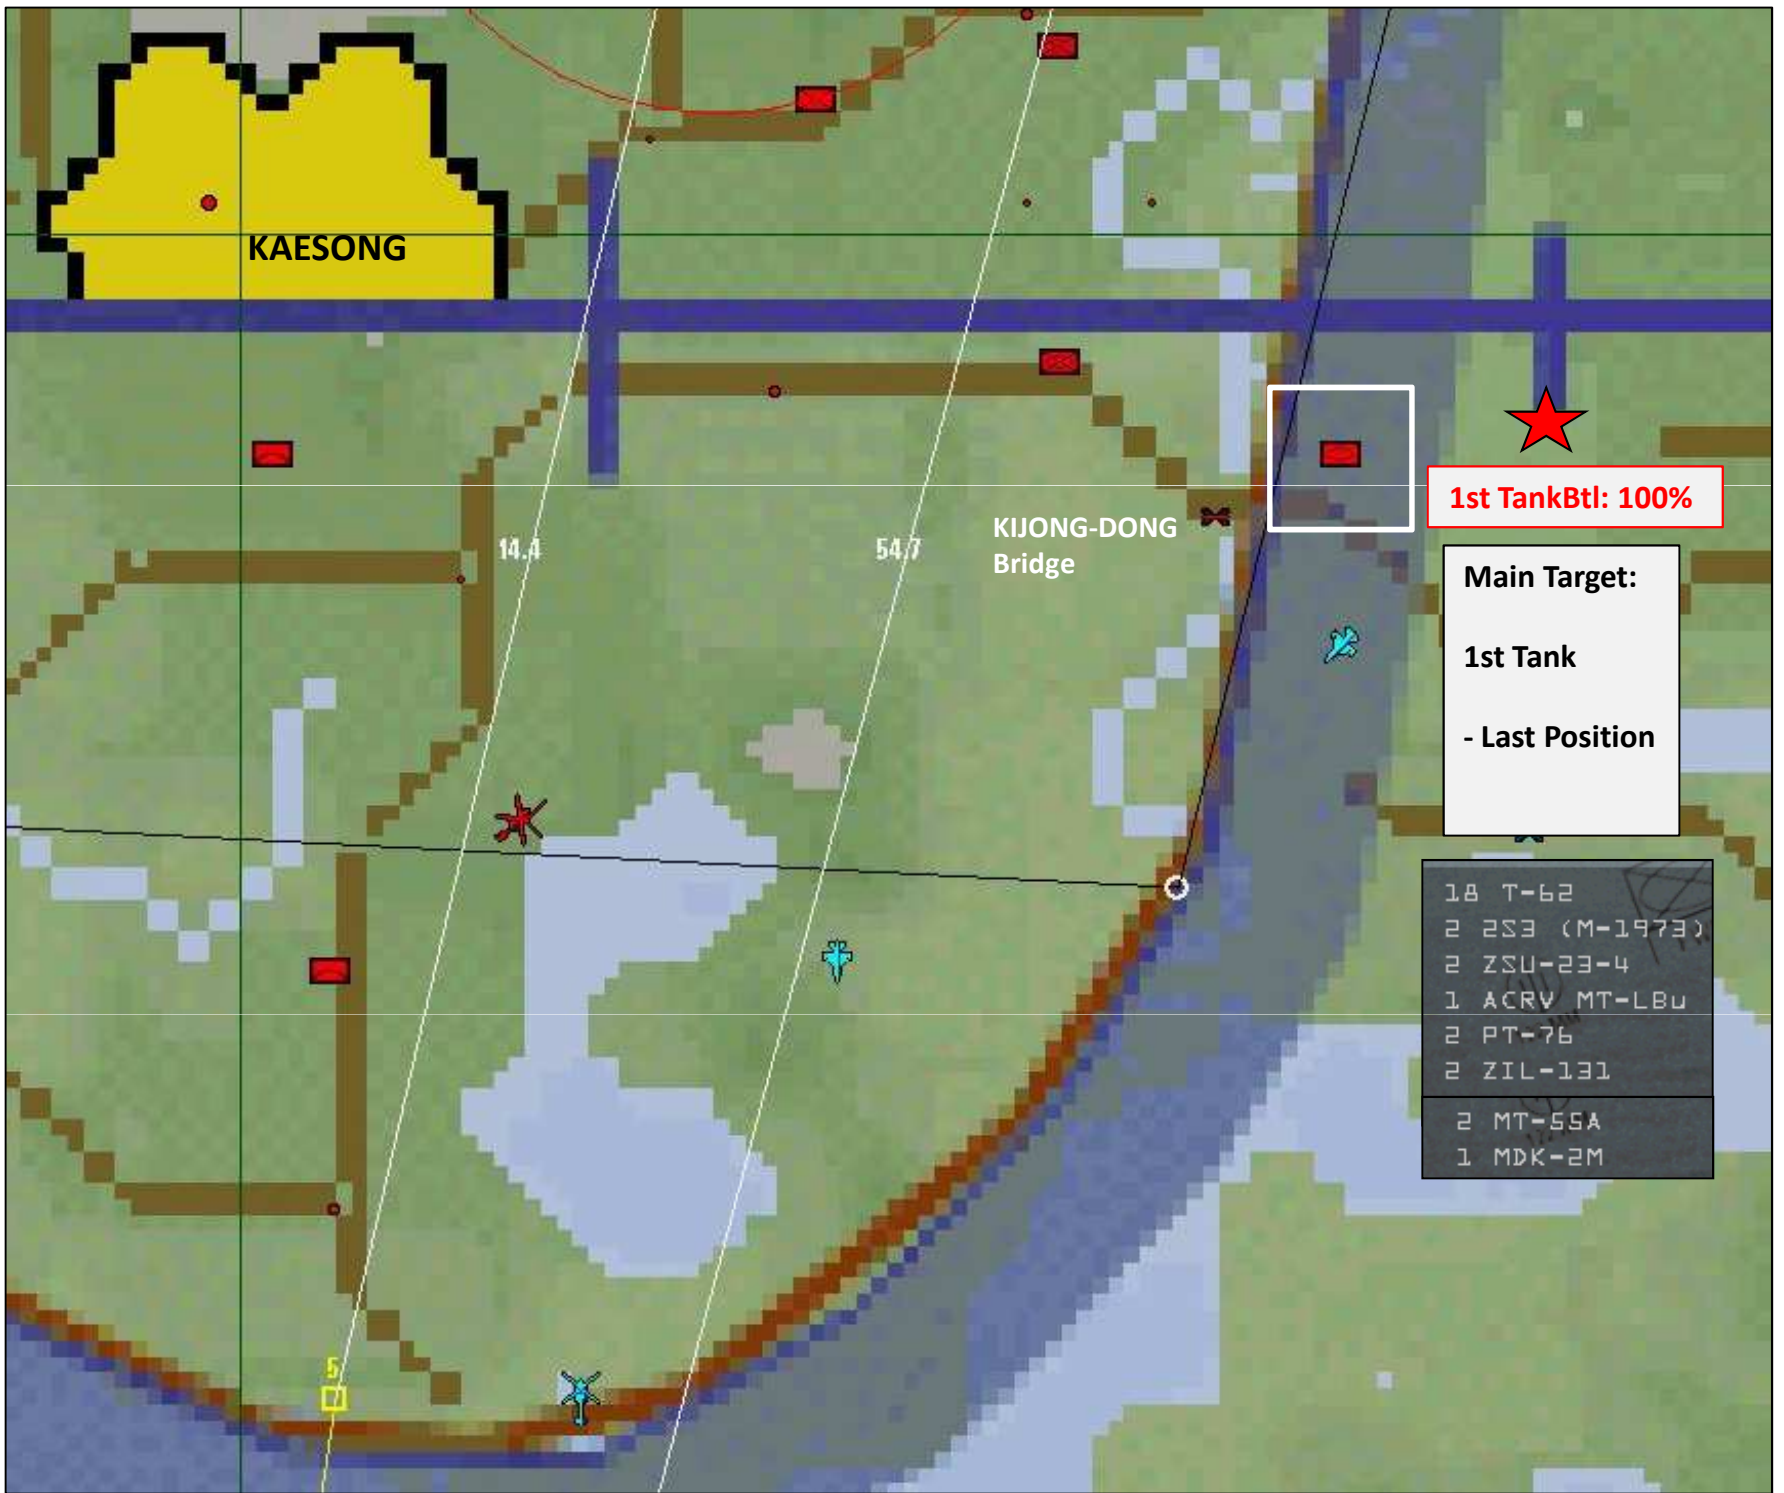 KAESONG
1st TankBtl: 100%
KIJONG-DONG
Bridge
14.4
54.7
Main Target:
1st Tank
- Last Position
18 T-62
2 2S3 (M-1973)
2 ZSU-23-4
1 ACRV MT-LBu
2 PT-76
2 ZIL-131
2 MT-55A
1 MDK-2M
5